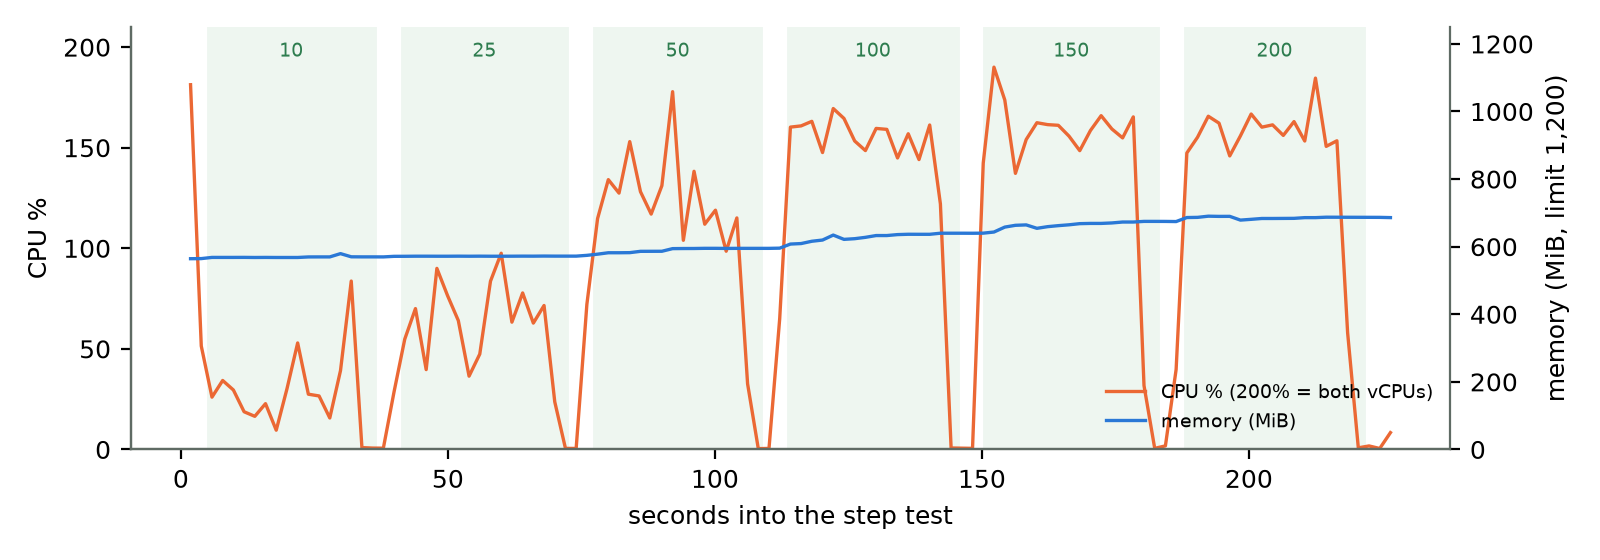 10 25 50 100 150 200
200
150
100
50
0
CPU %
1200
1000
800
600
400
200
0
memory (MiB, limit 1,200)
CPU % (200% = both vCPUs)
memory (MiB)
0 50 100 150 200
seconds into the step test